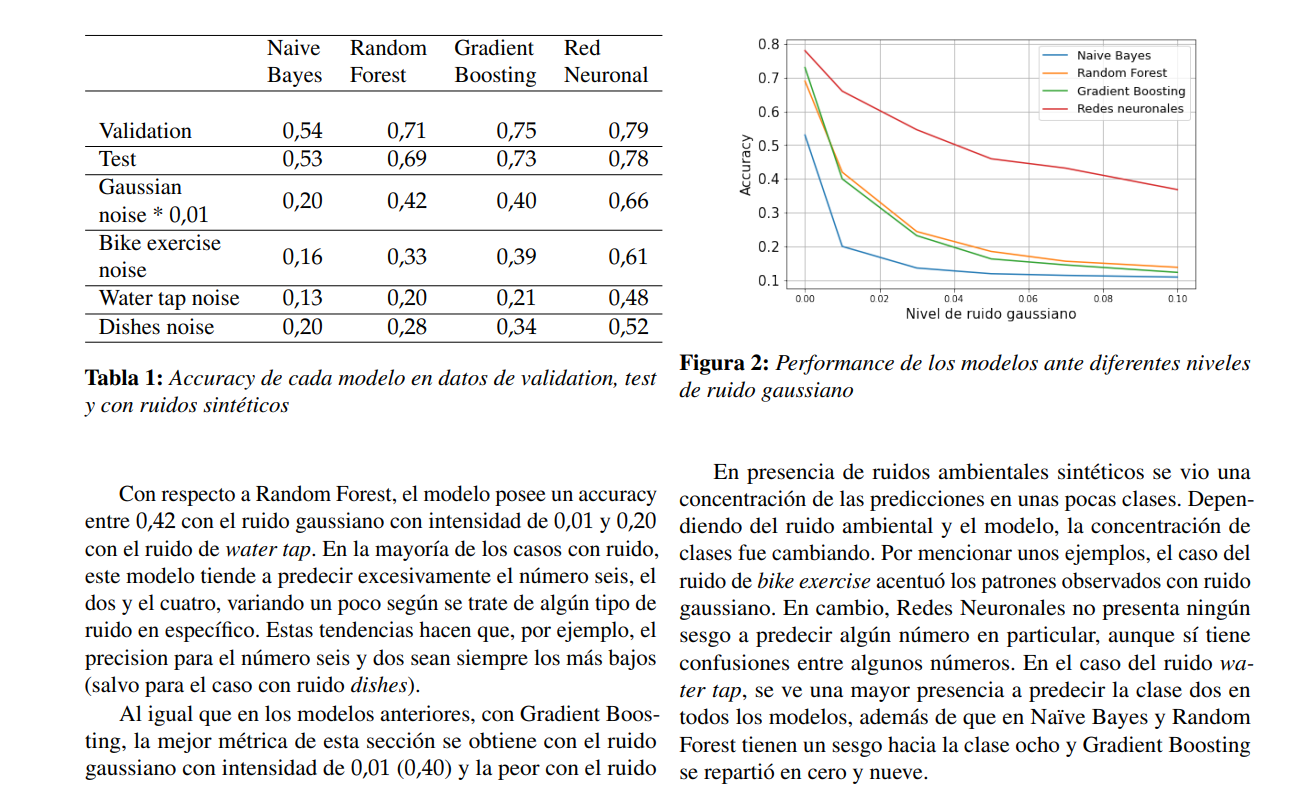 Naive Random Gradient Red
Bayes Forest Boosting Neuronal
Validation 0,54 0,71 0,75 0,79
Test 0,53 0,69 0,73 0,78
Gaussian
noise * 0,01 0,20 0,42 0,40 0,66
Bike exercise
noise 0,16 0,33 0,39 0,61
Water tap noise 0,13 0,20 0,21 0,48
Dishes noise 0,20 0,28 0,34 0,52
Tabla 1: Accuracy de cada modelo en datos de validation, test
y con ruidos sintéticos
Con respecto a Random Forest, el modelo posee un accuracy
entre 0,42 con el ruido gaussiano con intensidad de 0,01 y 0,20
con el ruido de water tap. En la mayoría de los casos con ruido,
este modelo tiende a predecir excesivamente el número seis, el
dos y el cuatro, variando un poco según se trate de algún tipo de
ruido en específico. Estas tendencias hacen que, por ejemplo, el
precision para el número seis y dos sean siempre los más bajos
(salvo para el caso con ruido dishes).
Al igual que en los modelos anteriores, con Gradient Boos-
ting, la mejor métrica de esta sección se obtiene con el ruido
gaussiano con intensidad de 0,01 (0,40) y la peor con el ruido
0.8
0.7
0.6
0.5
0.4
0.3
0.2
0.1
Accuracy
Naive Bayes
Random Forest
Gradient Boosting
Redes neuronales
0.00 0.02 0.04 0.06 0.08 0.10
Nivel de ruido gaussiano
Figura 2: Performance de los modelos ante diferentes niveles
de ruido gaussiano
En presencia de ruidos ambientales sintéticos se vio una
concentración de las predicciones en unas pocas clases. Depen-
diendo del ruido ambiental y el modelo, la concentración de
clases fue cambiando. Por mencionar unos ejemplos, el caso del
ruido de bike exercise acentuó los patrones observados con ruido
gaussiano. En cambio, Redes Neuronales no presenta ningún
sesgo a predecir algún número en particular, aunque sí tiene
confusiones entre algunos números. En el caso del ruido wa-
ter tap, se ve una mayor presencia a predecir la clase dos en
todos los modelos, además de que en Naïve Bayes y Random
Forest tienen un sesgo hacia la clase ocho y Gradient Boosting
se repartió en cero y nueve.